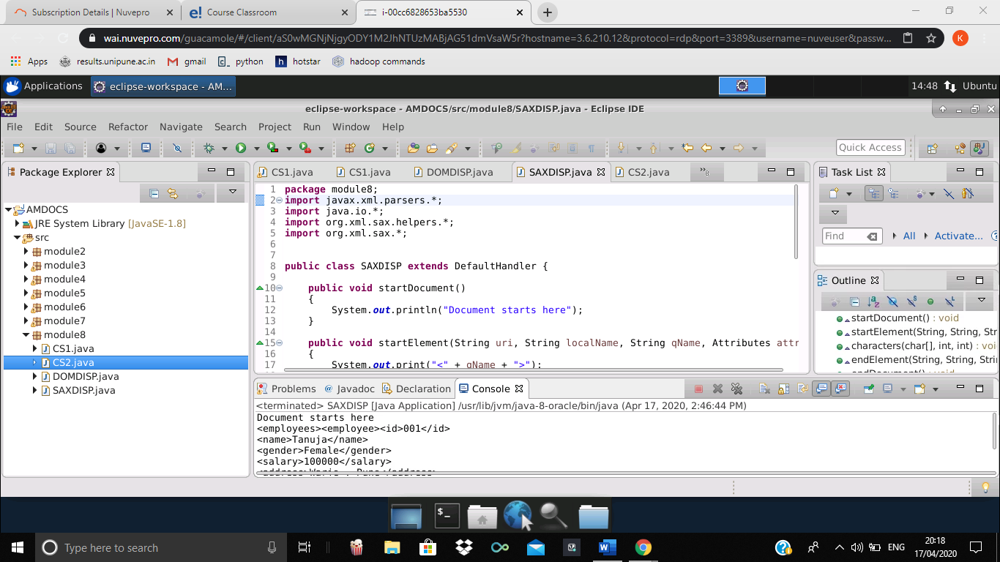 Subscription Details | Nuvepro
Course Classroom
i-00cc6828653ba5530
wai.nuvepro.com/guacamole/#/client/aS0wMGNjNjgyODY1M2JhNTUzMABjAG51dmVsaW5r?hostname=3.6.210.12&protocol=rdp&port=3389&username=nuveuser&passw...
K
Apps
results.unipune.ac.in
gmail
python
hotstar
hadoop commands
Applications
eclipse-workspace - AM...
14:48
Ubuntu
eclipse-workspace - AMDOCS/src/module8/SAXDISP.java - Eclipse IDE
File Edit Source Refactor Navigate Search Project Run Window Help
Quick Access
Package Explorer
AMDOCS
JRE System Library [JavaSE-1.8]
src
module2
module3
module4
module5
module6
module7
module8
CS1.java
CS2.java
DOMDISP.java
SAXDISP.java
CS1.java
CS1.java
DOMDISP.java
SAXDISP.java
CS2.java
»8
1 package module8;
2 import javax.xml.parsers.*;
3 import java.io.*;
4 import org.xml.sax.helpers.*;
5 import org.xml.sax.*;
6
7
8 public class SAXDISP extends DefaultHandler {
9
10 public void startDocument()
11 {
12 System.out.println("Document starts here");
13 }
14
15 public void startElement(String uri, String localName, String qName, Attributes attr
16 {
17 System.out.print("<" + qName + ">");
Task List
Find
All
Activate...
Outline
startDocument() : void
startElement(String, String, Str
characters(char[], int, int) : voi
endElement(String, String, Stri
endDocument() : void
Problems
@ Javadoc
Declaration
Console
<terminated> SAXDISP [Java Application] /usr/lib/jvm/java-8-oracle/bin/java (Apr 17, 2020, 2:46:44 PM)
Document starts here
<employees><employee><id>001</id>
<name>Tanuja</name>
<gender>Female</gender>
<salary>100000</salary>
Type here to search
ENG
20:18
17/04/2020